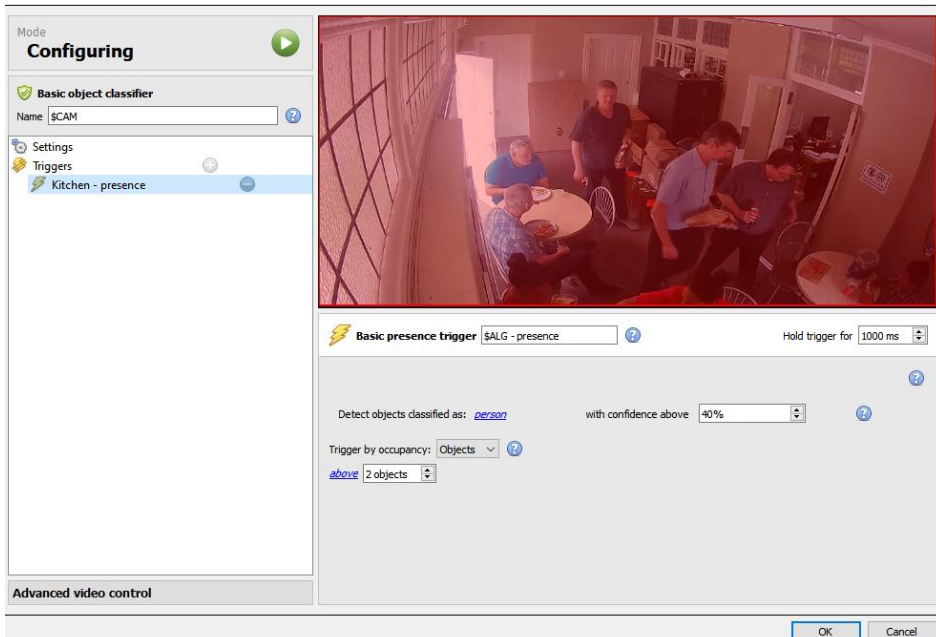 Mode
Configuring
Basic object classifier
Name $CAM
Settings
Triggers
Kitchen - presence
Advanced video control
Basic presence trigger $ALG - presence
Hold trigger for 1000 ms
Detect objects classified as: person with confidence above 40%
Trigger by occupancy: Objects
above 2 objects
OK Cancel